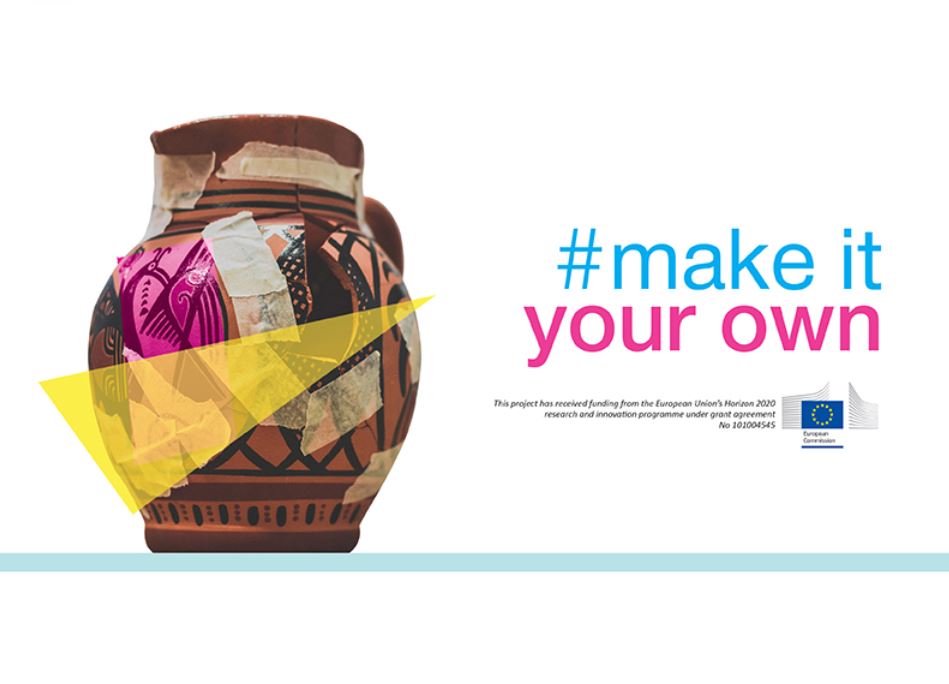 #make it
your own
This project has received funding from the European Union's Horizon 2020
research and innovation programme under grant agreement
No 101004545
European
Commission